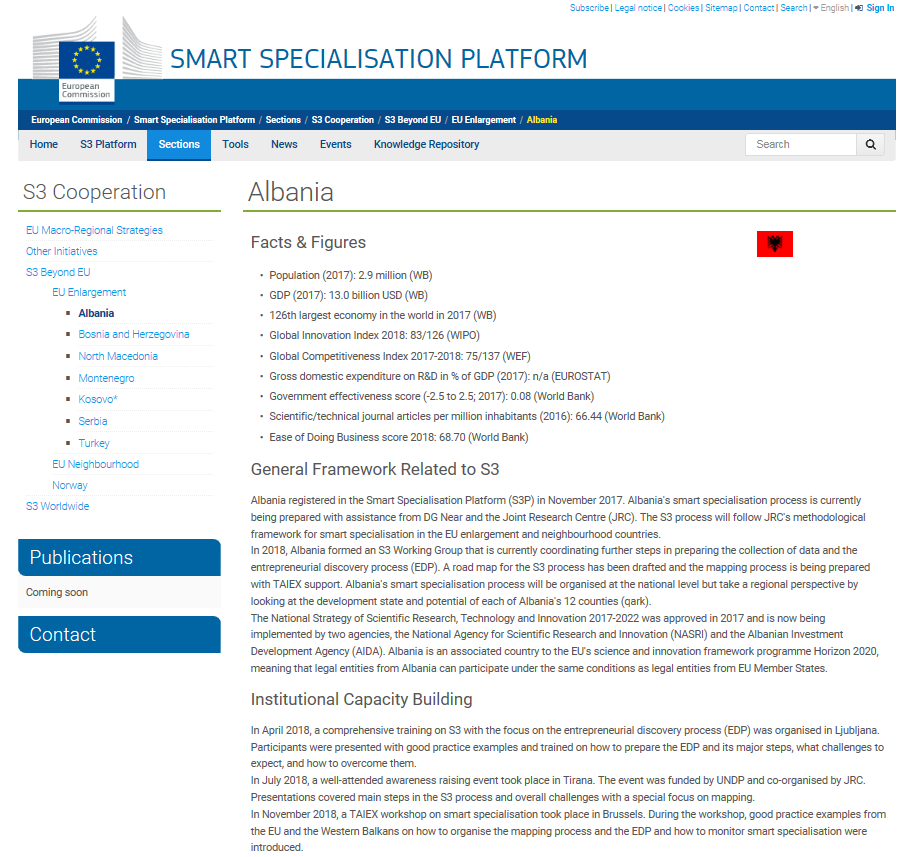 Subscribe | Legal notice | Cookies | Sitemap | Contact | Search | English | Sign In
SMART SPECIALISATION PLATFORM
European
Commission
European Commission / Smart Specialisation Platform / Sections / S3 Cooperation / S3 Beyond EU / EU Enlargement / Albania
Home S3 Platform Sections Tools News Events Knowledge Repository Search
S3 Cooperation
EU Macro-Regional Strategies
Other Initiatives
S3 Beyond EU
EU Enlargement
Albania
Bosnia and Herzegovina
North Macedonia
Montenegro
Kosovo*
Serbia
Turkey
EU Neighbourhood
Norway
S3 Worldwide
Publications
Coming soon
Contact
Albania
Facts & Figures
• Population (2017): 2.9 million (WB)
• GDP (2017): 13.0 billion USD (WB)
• 126th largest economy in the world in 2017 (WB)
• Global Innovation Index 2018: 83/126 (WIPO)
• Global Competitiveness Index 2017-2018: 75/137 (WEF)
• Gross domestic expenditure on R&D in % of GDP (2017): n/a (EUROSTAT)
• Government effectiveness score (-2.5 to 2.5; 2017): 0.08 (World Bank)
• Scientific/technical journal articles per million inhabitants (2016): 66.44 (World Bank)
• Ease of Doing Business score 2018: 68.70 (World Bank)
General Framework Related to S3
Albania registered in the Smart Specialisation Platform (S3P) in November 2017. Albania's smart specialisation process is currently
being prepared with assistance from DG Near and the Joint Research Centre (JRC). The S3 process will follow JRC's methodological
framework for smart specialisation in the EU enlargement and neighbourhood countries.
In 2018, Albania formed an S3 Working Group that is currently coordinating further steps in preparing the collection of data and the
entrepreneurial discovery process (EDP). A road map for the S3 process has been drafted and the mapping process is being prepared
with TAIEX support. Albania's smart specialisation process will be organised at the national level but take a regional perspective by
looking at the development state and potential of each of Albania's 12 counties (qark).
The National Strategy of Scientific Research, Technology and Innovation 2017-2022 was approved in 2017 and is now being
implemented by two agencies, the National Agency for Scientific Research and Innovation (NASRI) and the Albanian Investment
Development Agency (AIDA). Albania is an associated country to the EU's science and innovation framework programme Horizon 2020,
meaning that legal entities from Albania can participate under the same conditions as legal entities from EU Member States.
Institutional Capacity Building
In April 2018, a comprehensive training on S3 with the focus on the entrepreneurial discovery process (EDP) was organised in Ljubljana.
Participants were presented with good practice examples and trained on how to prepare the EDP and its major steps, what challenges to
expect, and how to overcome them.
In July 2018, a well-attended awareness raising event took place in Tirana. The event was funded by UNDP and co-organised by JRC.
Presentations covered main steps in the S3 process and overall challenges with a special focus on mapping.
In November 2018, a TAIEX workshop on smart specialisation took place in Brussels. During the workshop, good practice examples from
the EU and the Western Balkans on how to organise the mapping process and the EDP and how to monitor smart specialisation were
introduced.